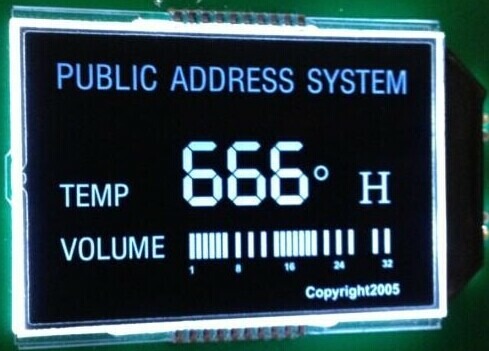 PUBLIC ADDRESS SYSTEM
TEMP 666° H
VOLUME
1 8 16 24 32
Copyright2005